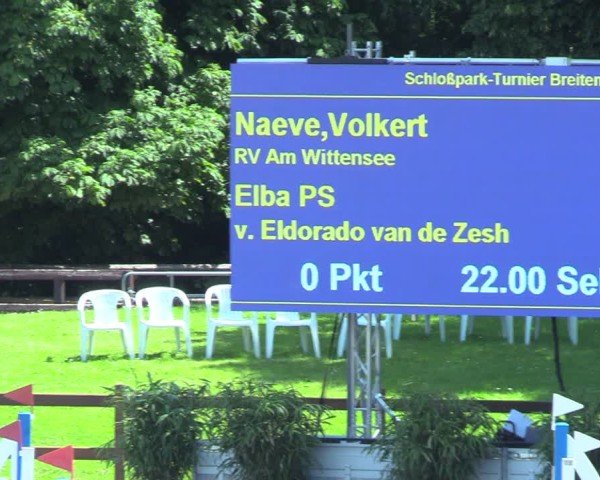 Schloßpark-Turnier Breiten
Naeve,Volkert
RV Am Wittensee
Elba PS
v. Eldorado van de Zesh
0 Pkt 22.00 Se